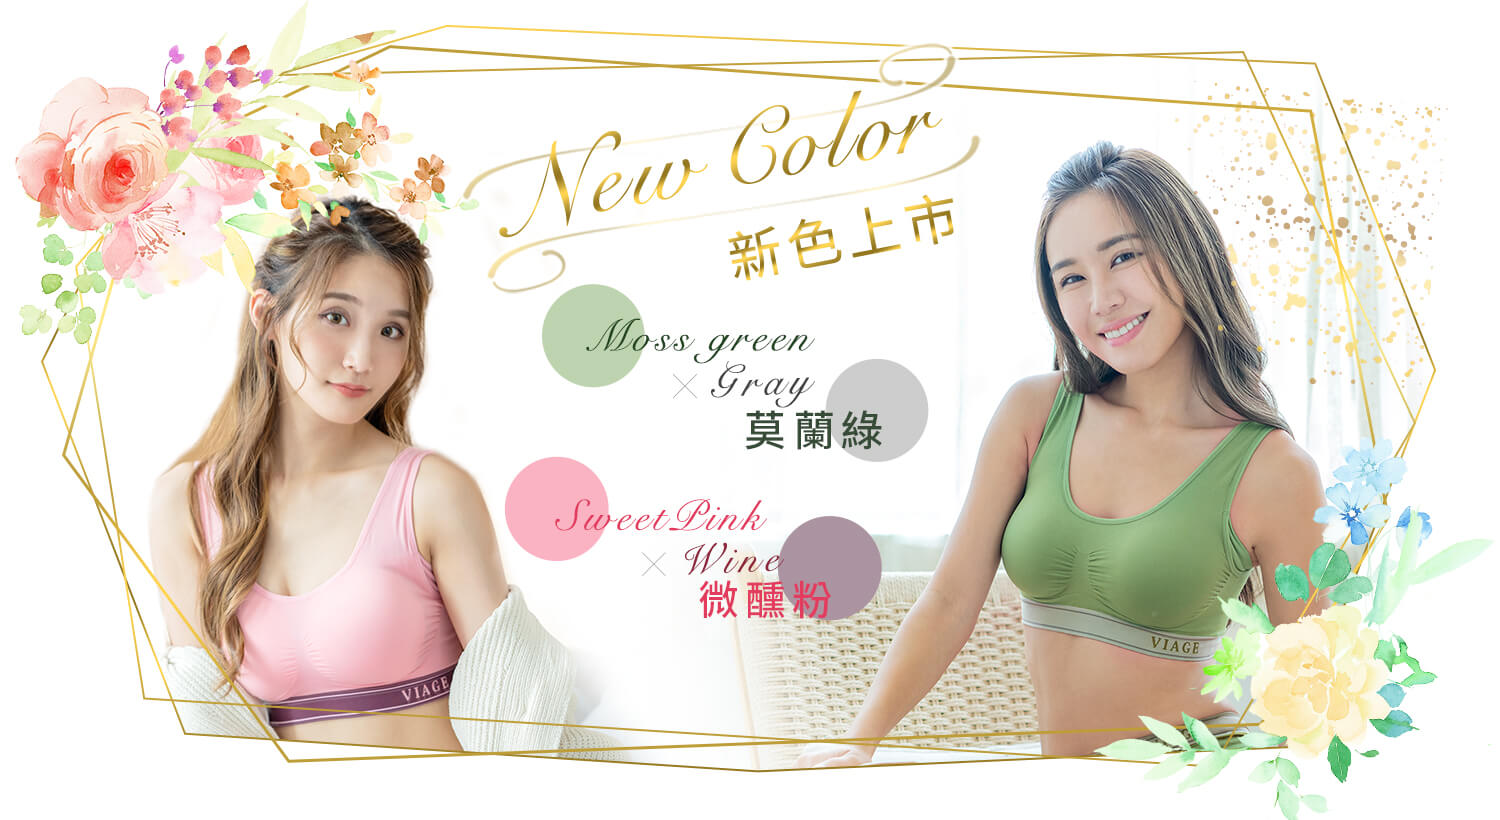 New Color
新色上市
Moss green
× Gray
莫蘭綠
Sweet Pink
× Wine
微醺粉
VIAGE
VIAGE